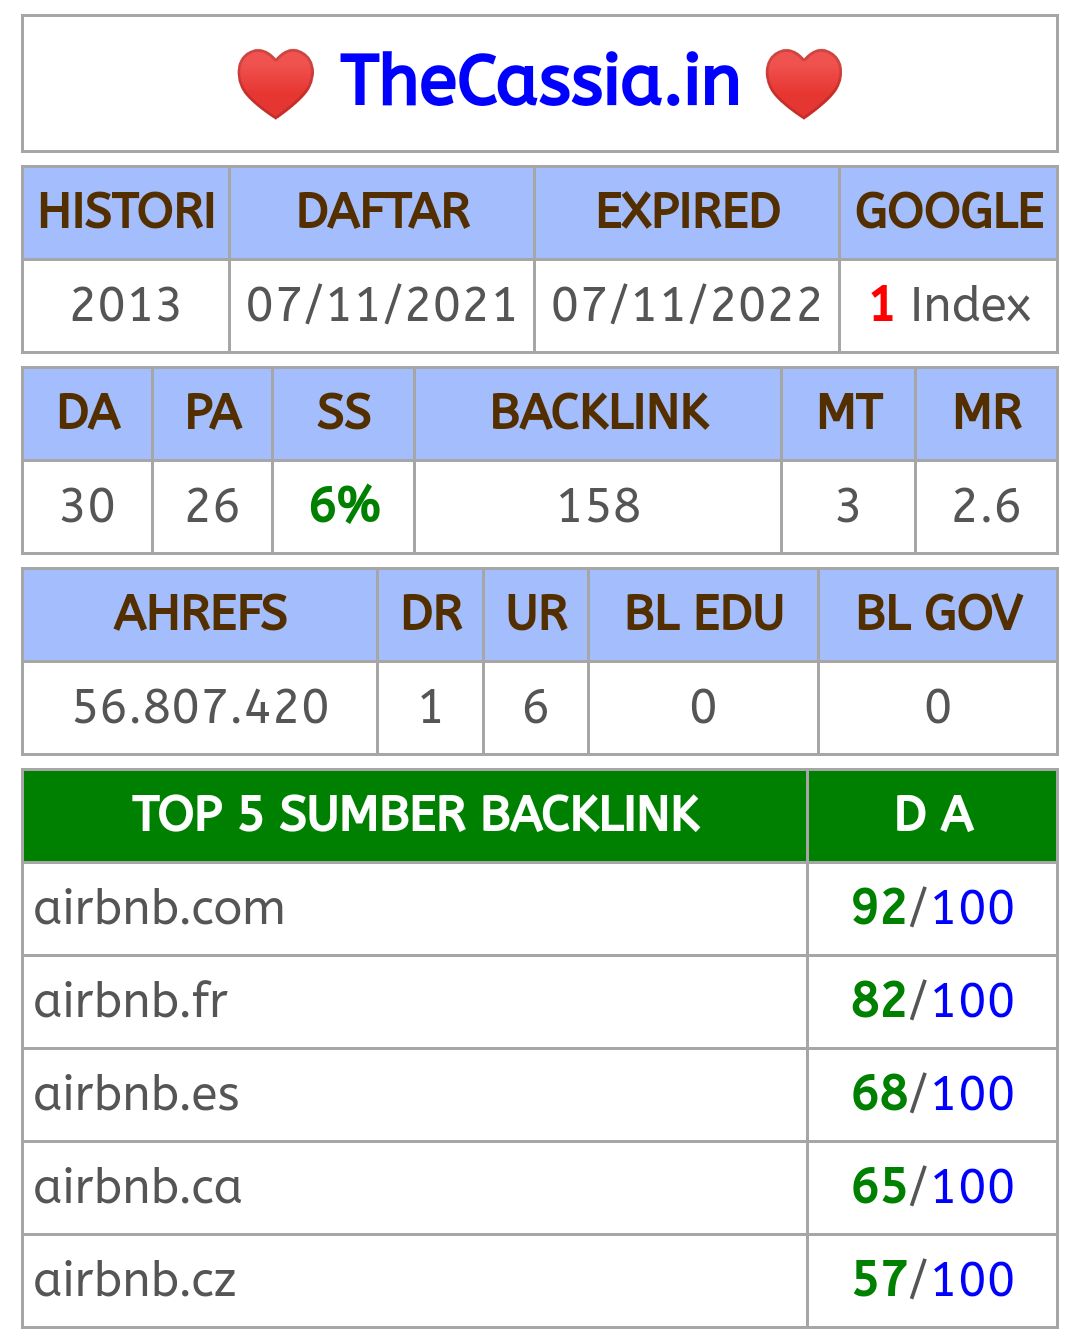 ❤️ TheCassia.in ❤️
HISTORI DAFTAR EXPIRED GOOGLE
2013 07/11/2021 07/11/2022 1 Index
DA PA SS BACKLINK MT MR
30 26 6% 158 3 2.6
AHREFS DR UR BL EDU BL GOV
56.807.420 1 6 0 0
TOP 5 SUMBER BACKLINK D A
airbnb.com 92/100
airbnb.fr 82/100
airbnb.es 68/100
airbnb.ca 65/100
airbnb.cz 57/100